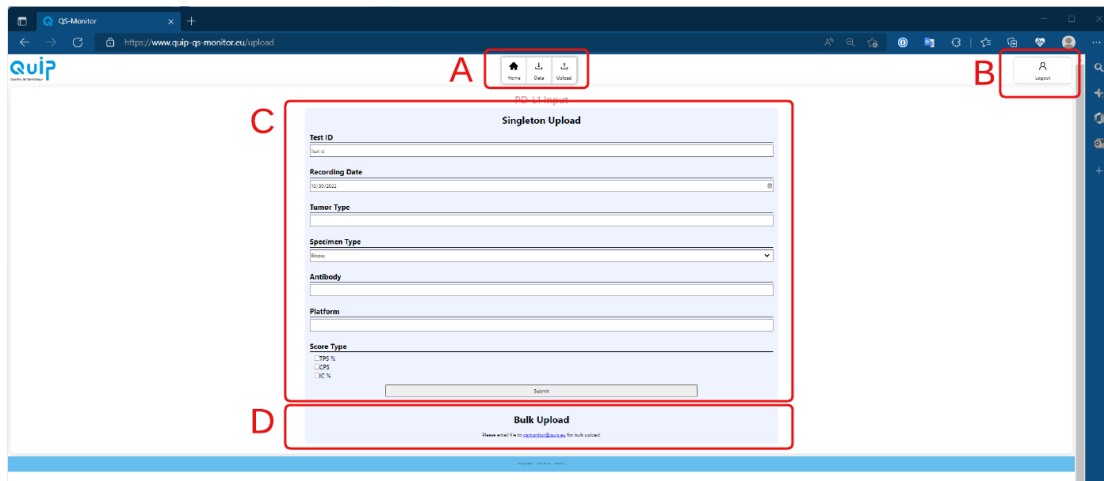 QS-Monitor
https://www.quip-qs-monitor.eu/upload
QuIP
A
Home Data Upload
B
Logout
PD-L1 Input
C
Singleton Upload
Test ID
Test Id
Recording Date
10/30/2022
Tumor Type
Specimen Type
Biopsy
Antibody
Platform
Score Type
TPS %
CPS
IC %
Submit
D
Bulk Upload
Please email file to qsmonitor@quip.eu for bulk upload.